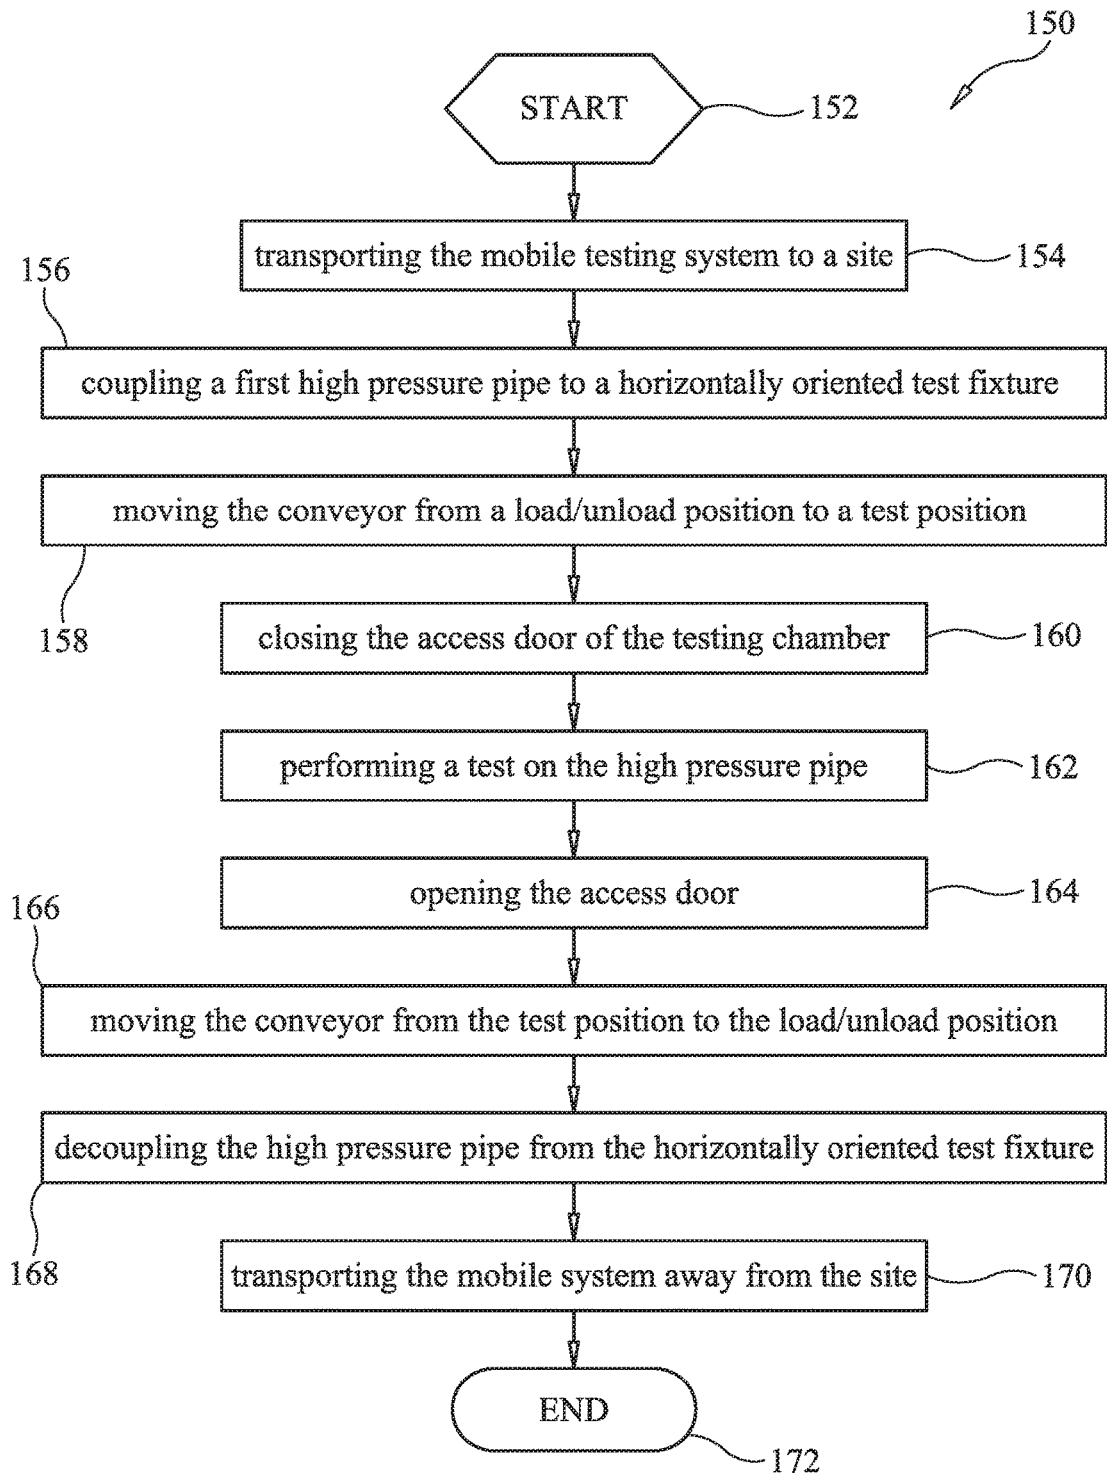 150
START
152
transporting the mobile testing system to a site
154
156
coupling a first high pressure pipe to a horizontally oriented test fixture
moving the conveyor from a load/unload position to a test position
158
closing the access door of the testing chamber
160
performing a test on the high pressure pipe
162
opening the access door
164
166
moving the conveyor from the test position to the load/unload position
decoupling the high pressure pipe from the horizontally oriented test fixture
168
transporting the mobile system away from the site
170
END
172